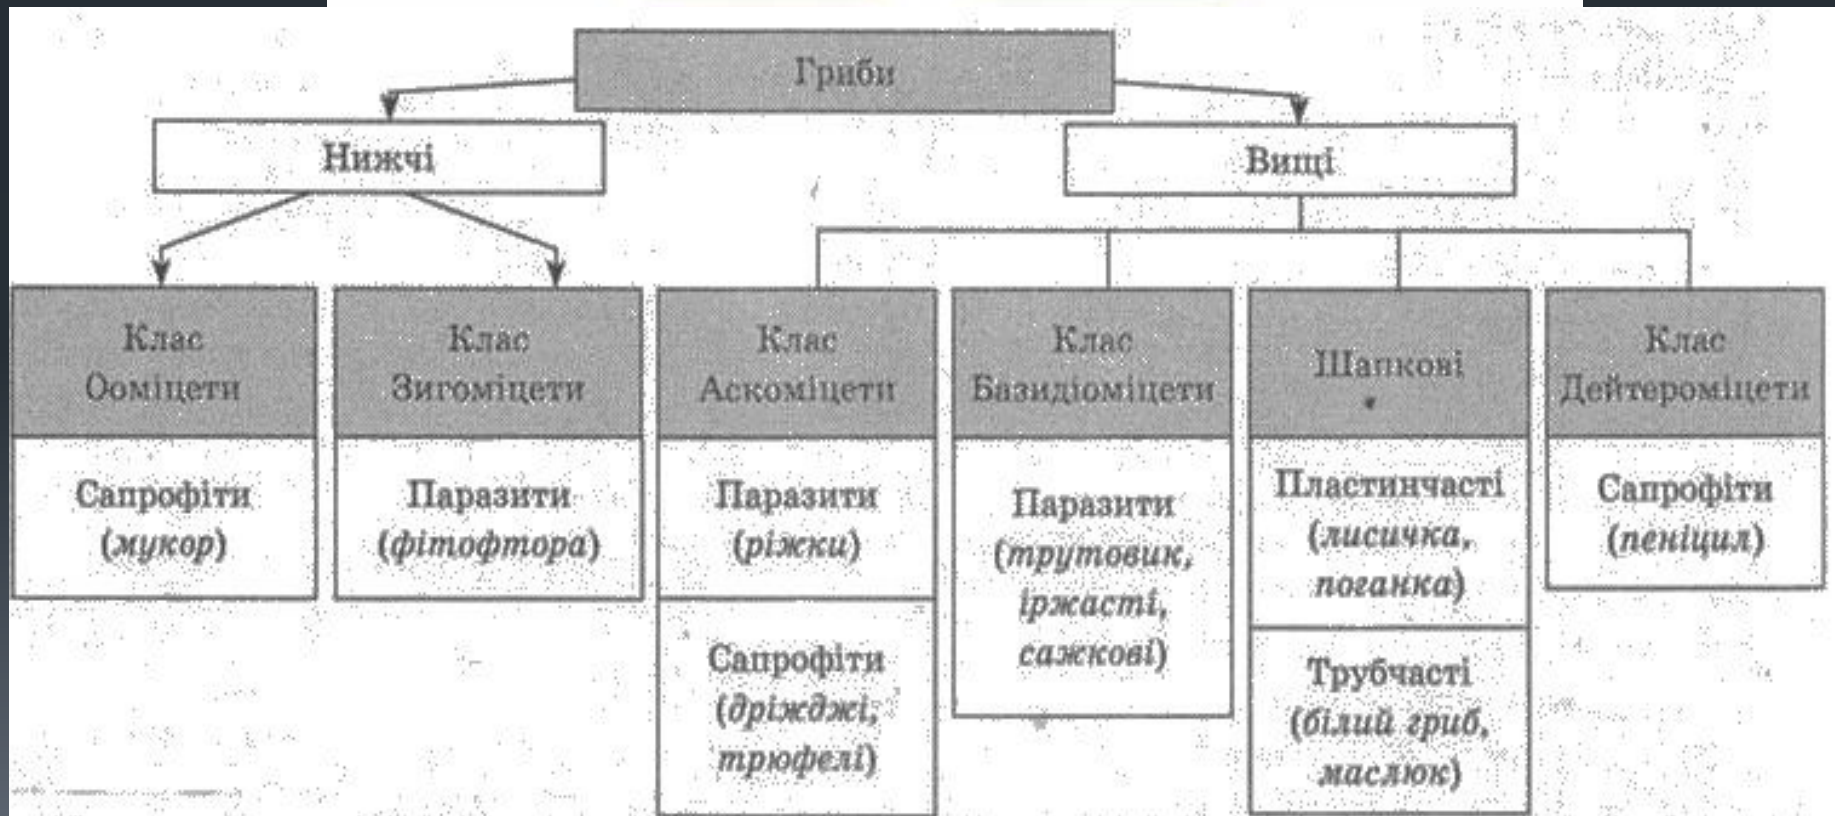 Гриби
Нижчі
Вищі
Клас
Ооміцети
Сапрофіти
(мукор)
Клас
Зигоміцети
Паразити
(фітофтора)
Клас
Аскоміцети
Паразити
(ріжки)
Сапрофіти
(дріжджі,
трюфелі)
Клас
Базидіоміцети
Паразити
(трутовик,
іржасті,
сажкові)
Шапкові
Пластинчасті
(лисичка,
поганка)
Трубчасті
(білий гриб,
маслюк)
Клас
Дейтероміцети
Сапрофіти
(пеніцил)